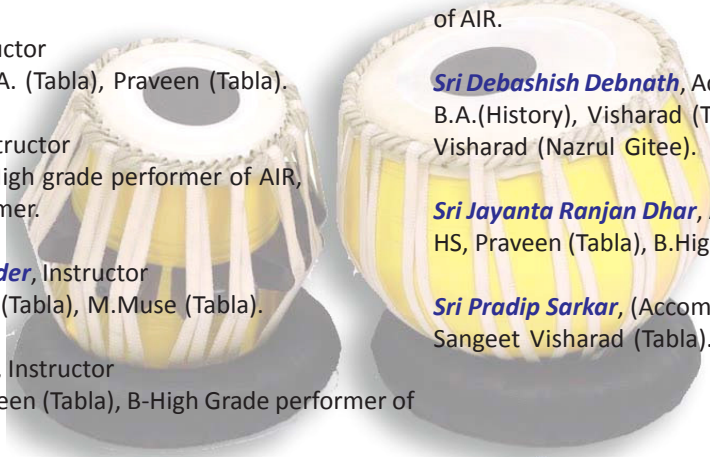 uctor
A. (Tabla), Praveen (Tabla).
tructor
igh grade performer of AIR,
mer.
der, Instructor
(Tabla), M.Muse (Tabla).
, Instructor
een (Tabla), B-High Grade performer of
of AIR.
Sri Debashish Debnath, Ac
B.A.(History), Visharad (T
Visharad (Nazrul Gitee).
Sri Jayanta Ranjan Dhar,
HS, Praveen (Tabla), B.Hig
Sri Pradip Sarkar, (Accom
Sangeet Visharad (Tabla).